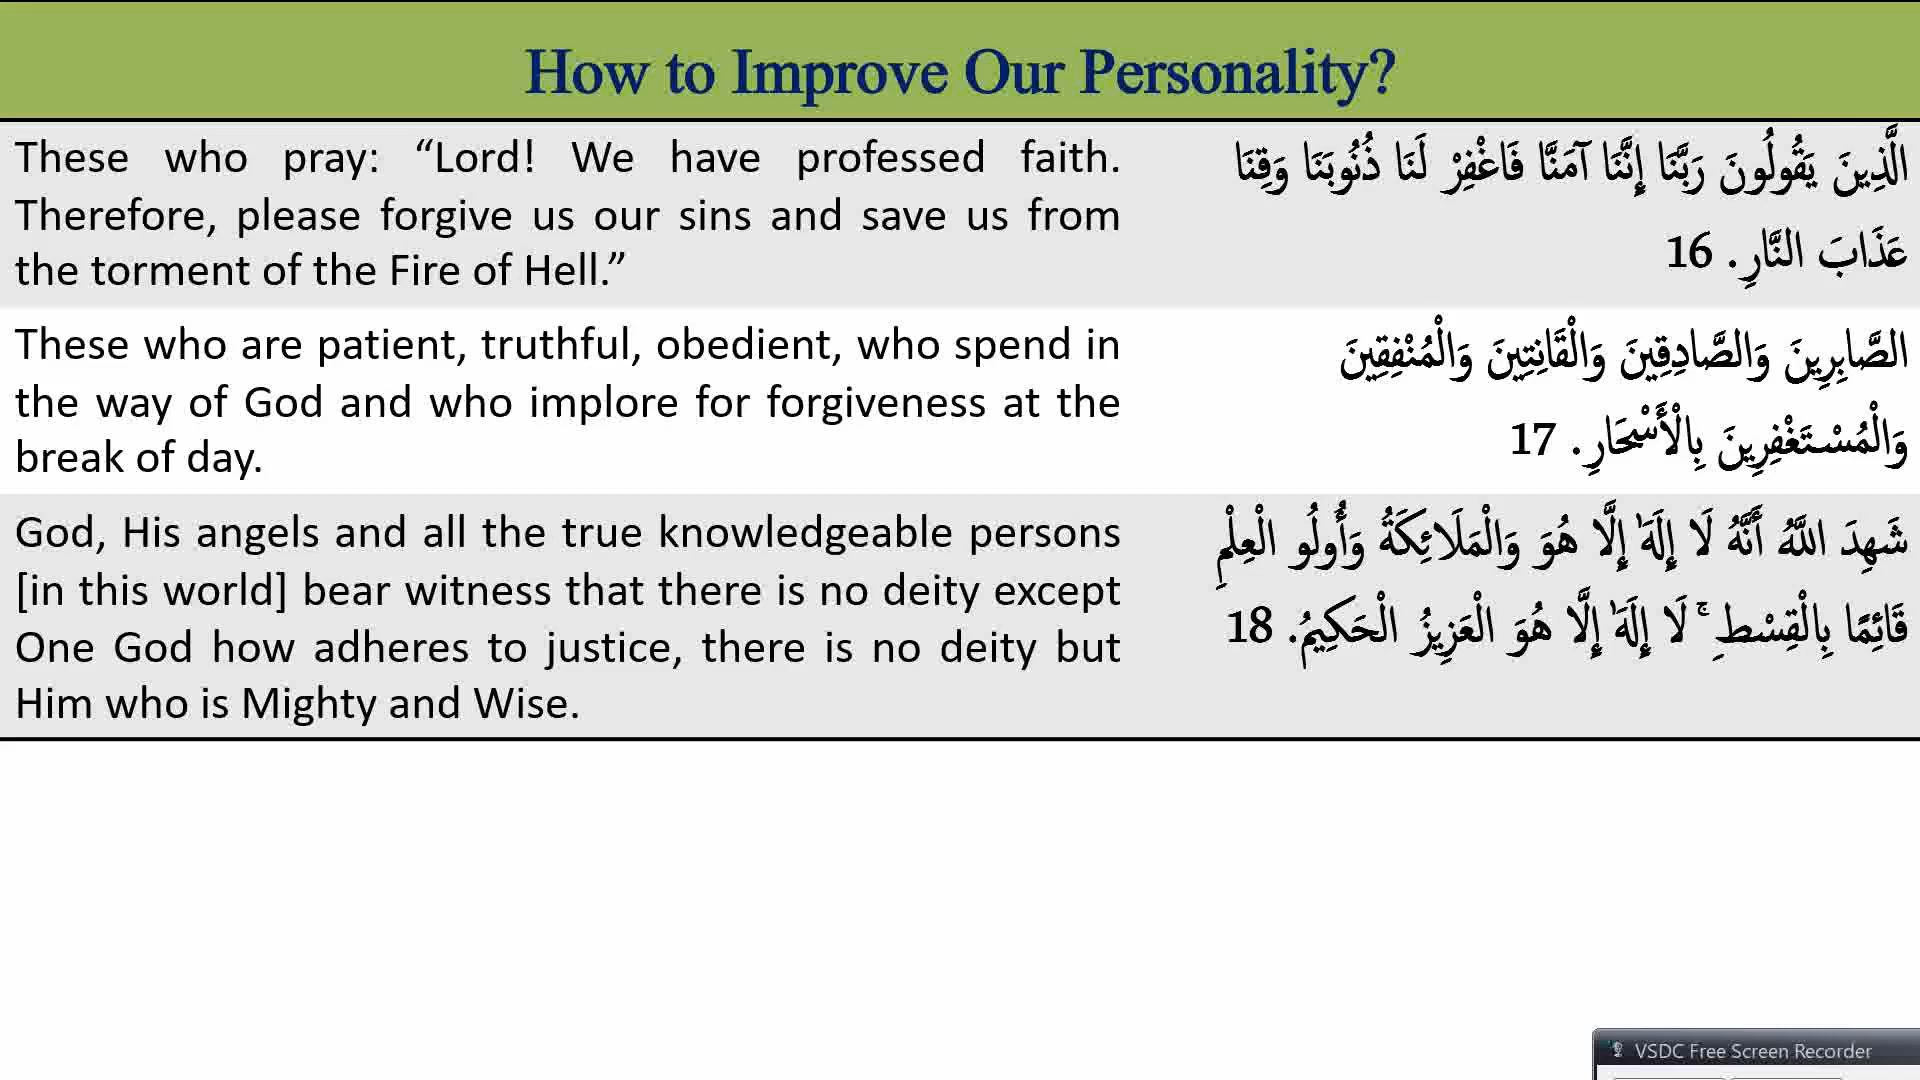 How to Improve Our Personality?
These who pray: “Lord! We have professed faith.
Therefore, please forgive us our sins and save us from
the torment of the Fire of Hell.”
الَّذِينَ يَقُولُونَ رَبَّنَا إِنَّنَا آمَنَّا فَاغْفِرْ لَنَا ذُنُوبَنَا وَقِنَا
عَذَابَ النَّارِ. 16
These who are patient, truthful, obedient, who spend in
the way of God and who implore for forgiveness at the
break of day.
الصَّابِرِينَ وَالصَّادِقِينَ وَالْقَانِتِينَ وَالْمُنْفِقِينَ
وَالْمُسْتَغْفِرِينَ بِالْأَسْحَارِ. 17
God, His angels and all the true knowledgeable persons
[in this world] bear witness that there is no deity except
One God how adheres to justice, there is no deity but
Him who is Mighty and Wise.
شَهِدَ اللَّهُ أَنَّهُ لَا إِلَٰهَ إِلَّا هُوَ وَالْمَلَائِكَةُ وَأُولُو الْعِلْمِ
قَائِمًا بِالْقِسْطِ ۚ لَا إِلَٰهَ إِلَّا هُوَ الْعَزِيزُ الْحَكِيمُ. 18
VSDC Free Screen Recorder